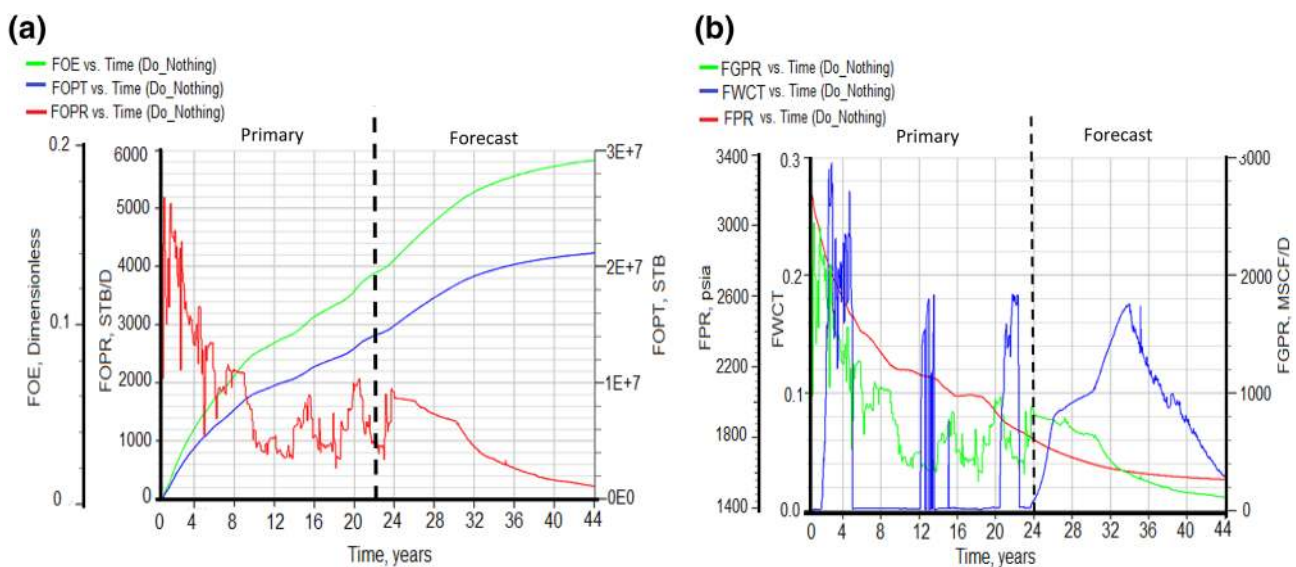 (a)
FOE vs. Time (Do_Nothing)
FOPT vs. Time (Do_Nothing)
FOPR vs. Time (Do_Nothing)
Primary
Forecast
0.2
0.1
0
FOE, Dimensionless
6000
5000
4000
3000
2000
1000
0
FOPR, STB/D
3E+7
2E+7
1E+7
0E0
FOPT, STB
0 4 8 12 16 20 24 28 32 36 40 44
Time, years
(b)
FGPR vs. Time (Do_Nothing)
FWCT vs. Time (Do_Nothing)
FPR vs. Time (Do_Nothing)
Primary
Forecast
3400
3000
2600
2200
1800
1400
FPR, psia
0.3
0.2
0.1
0.0
FWCT
3000
2000
1000
0
FGPR, MSCF/D
0 4 8 12 16 20 24 28 32 36 40 44
Time, years